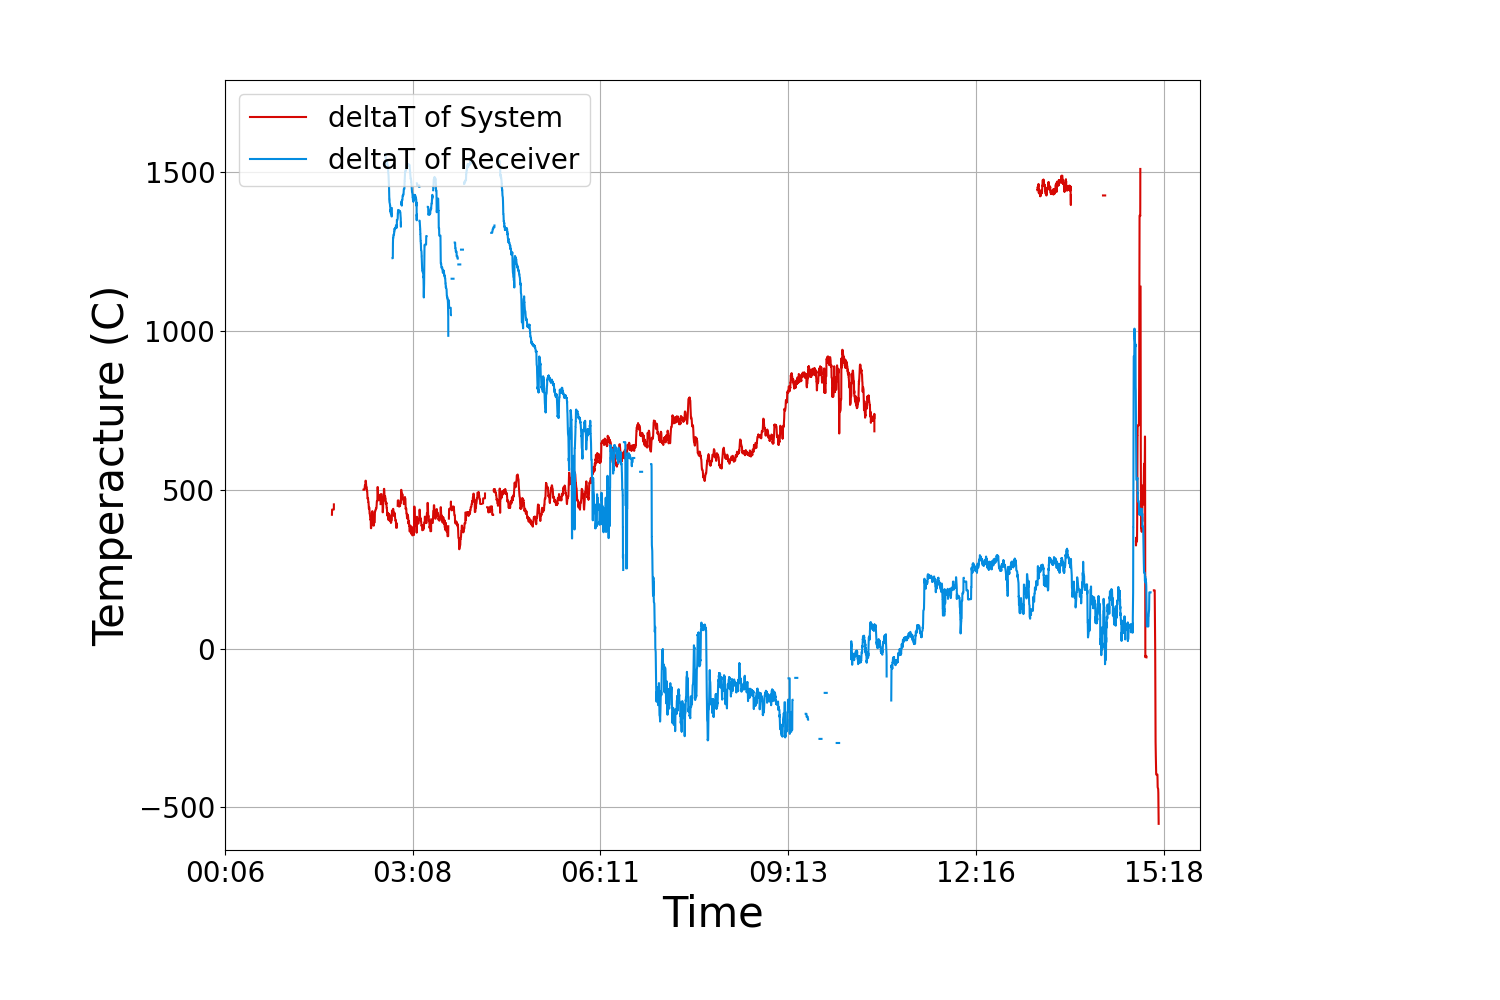 deltaT of System
deltaT of Receiver
1500
1000
500
0
−500
Temperacture (C)
00:06 03:08 06:11 09:13 12:16 15:18
Time